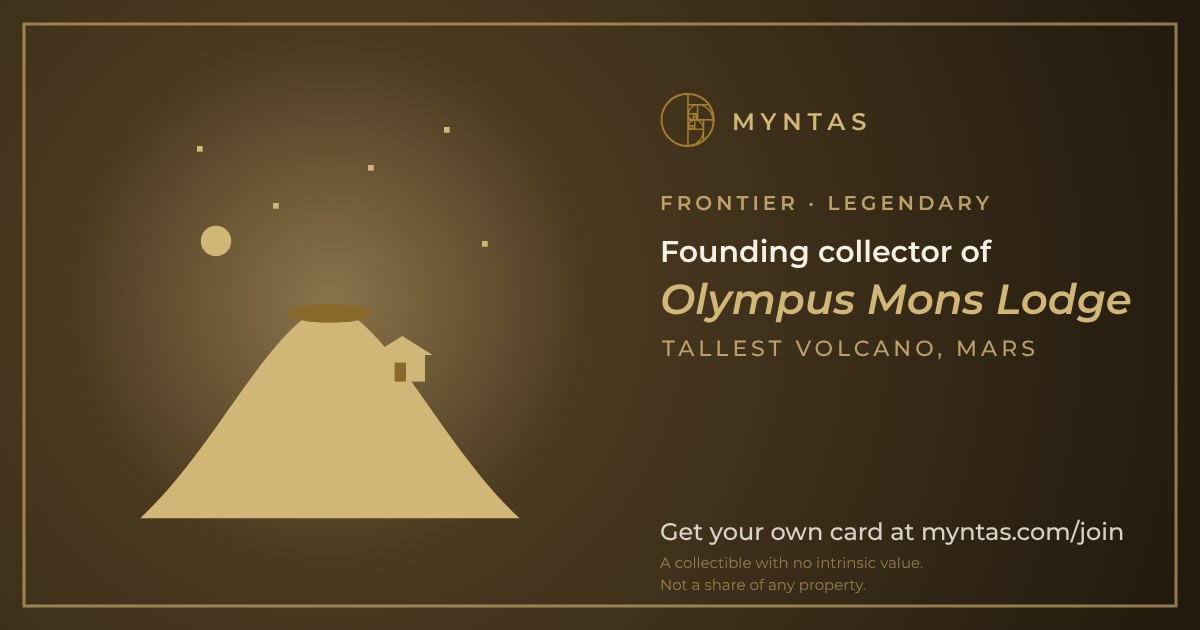 MYNTAS
FRONTIER · LEGENDARY
Founding collector of
Olympus Mons Lodge
TALLEST VOLCANO, MARS
Get your own card at myntas.com/join
A collectible with no intrinsic value.
Not a share of any property.